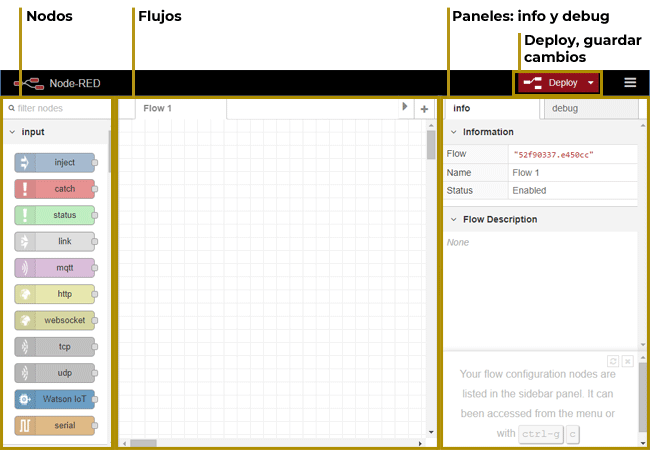 Nodos
Flujos
Paneles: info y debug
Deploy, guardar
cambios
Node-RED
Deploy
filter nodes
input
inject
catch
status
link
mqtt
http
websocket
tcp
udp
Watson IoT
serial
Flow 1
+
info
debug
Information
Flow "52f90337.e450cc"
Name Flow 1
Status Enabled
Flow Description
None
Your flow configuration nodes are
listed in the sidebar panel. It can
been accessed from the menu or
with ctrl-g c